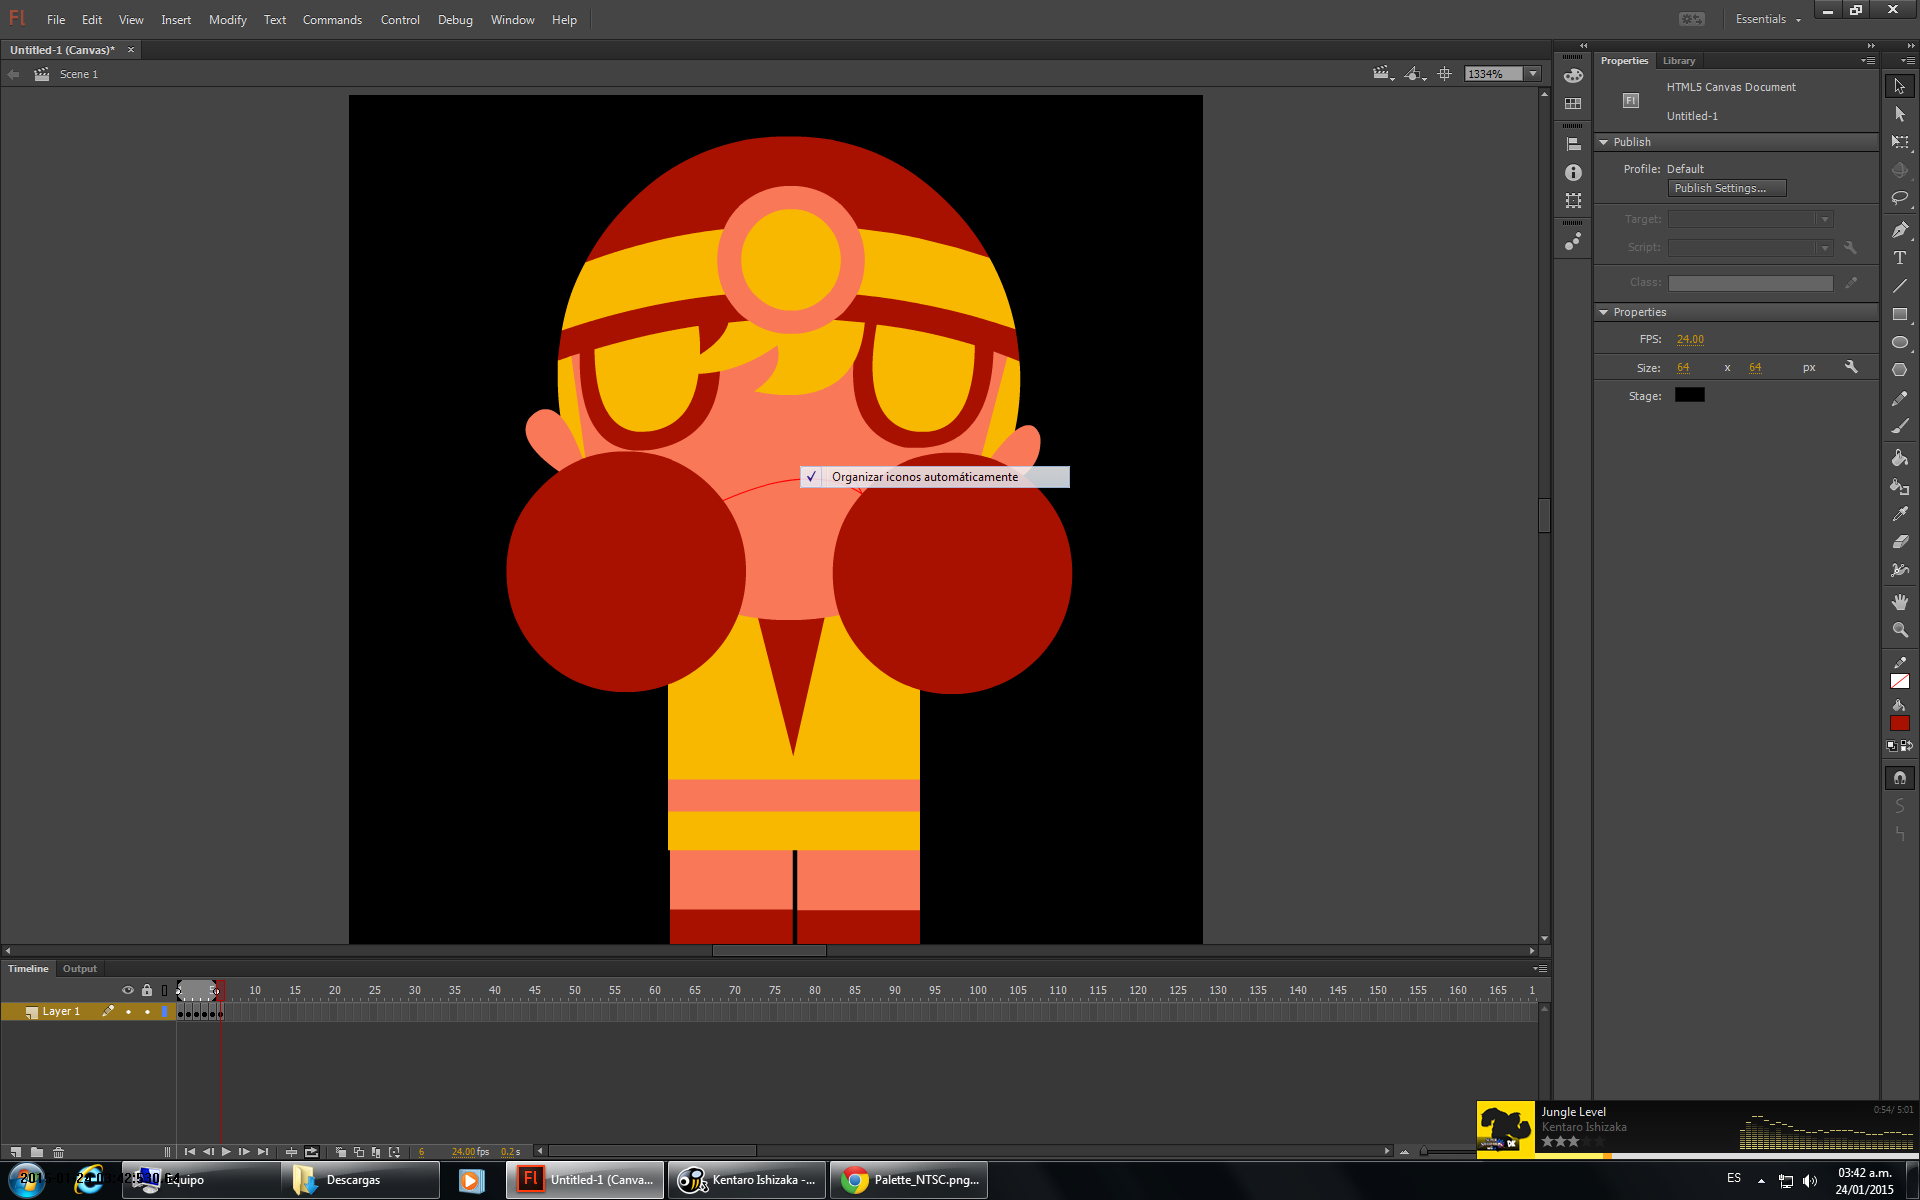 Fl File Edit View Insert Modify Text Commands Control Debug Window Help Essentials
Untitled-1 (Canvas)*
Scene 1
1334%
Properties Library
Fl
HTML5 Canvas Document
Untitled-1
Publish
Profile: Default
Publish Settings...
Target:
Script:
Class:
Properties
FPS: 24.00
Size: 64 x 64 px
Stage:
✓ Organizar iconos automáticamente
Timeline Output
10 15 20 25 30 35 40 45 50 55 60 65 70 75 80 85 90 95 100 105 110 115 120 125 130 135 140 145 150 155 160 165 1
Layer 1
6 24.00 fps 0.2 s
Jungle Level
Kentaro Ishizaka
0:54/ 5:01
Equipo
Descargas
Fl Untitled-1 (Canva...
Kentaro Ishizaka -...
Palette_NTSC.png...
ES
03:42 a.m.
24/01/2015